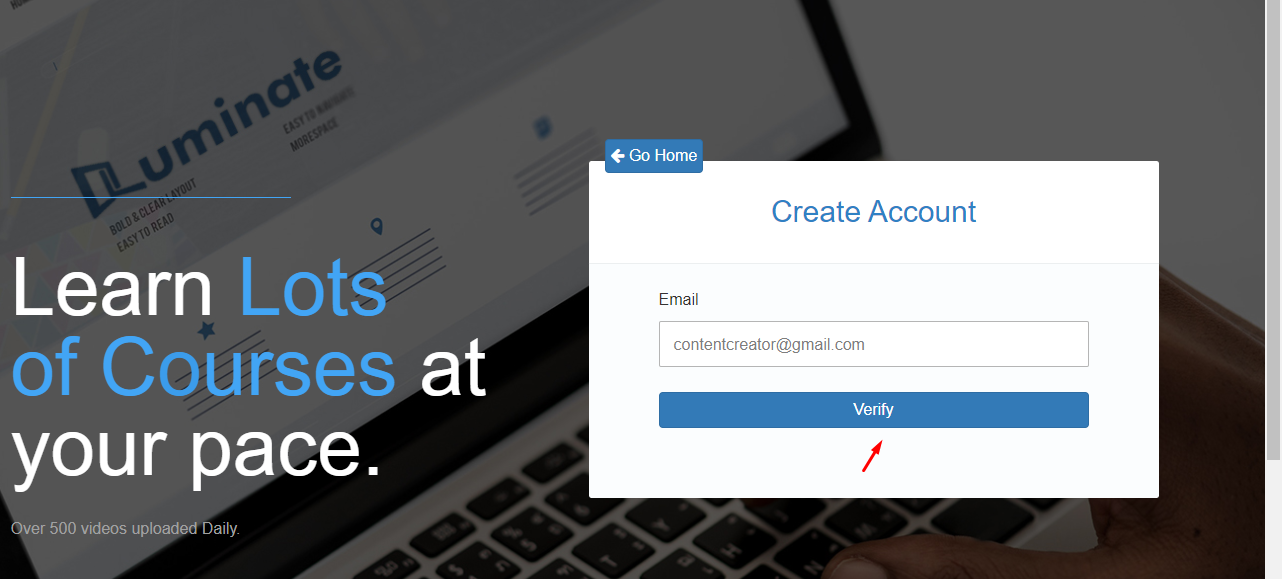 Luminate
EASY TO NAVIGATE
MORESPACE
BOLD & CLEAR LAYOUT
EASY TO READ
Learn Lots
of Courses at
your pace.
Over 500 videos uploaded Daily.
Go Home
Create Account
Email
contentcreator@gmail.com
Verify